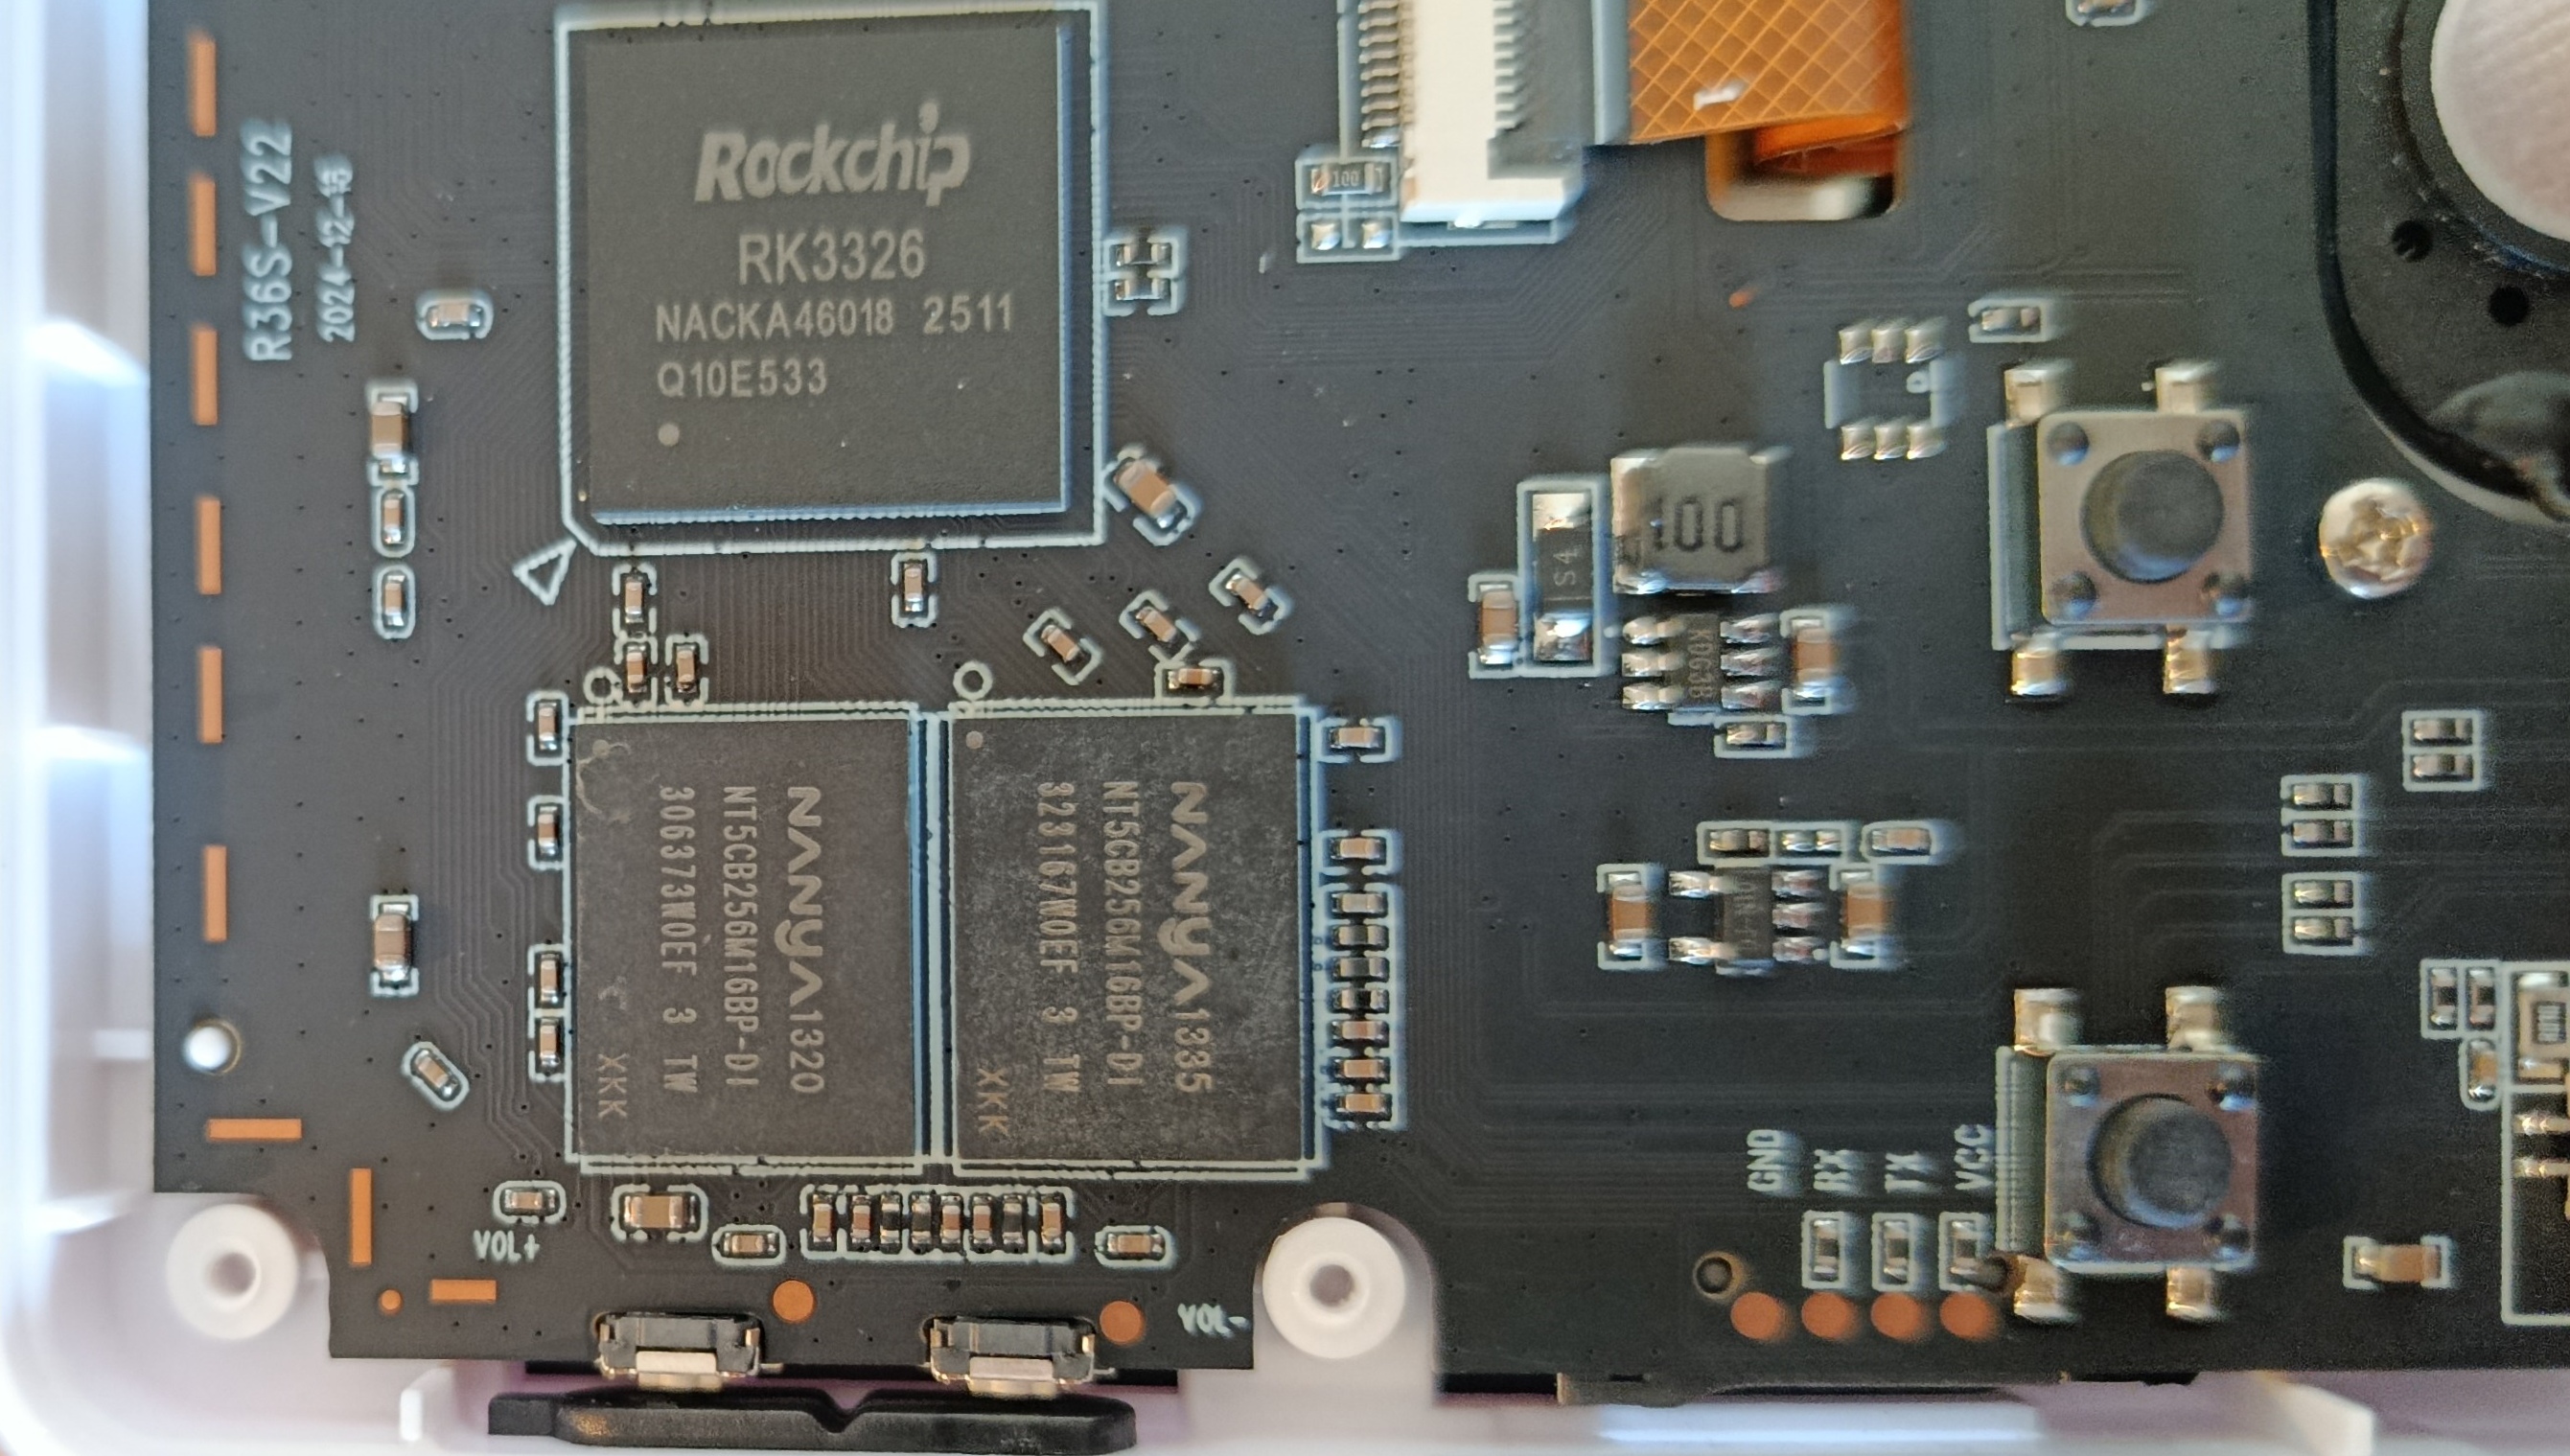 R36S-V22
2024-12-18
Rockchip
RK3326
NACKA46018 2511
Q10E533
100
S4
100
NANYA 1320
NT5CB256M16BP-DI
306373W0EF 3 TW
XKK
NANYA 1335
NT5CB256M16BP-DI
323167W0EF 3 TW
XKK
GND
RX
TX
VCC
VOL+
VOL-